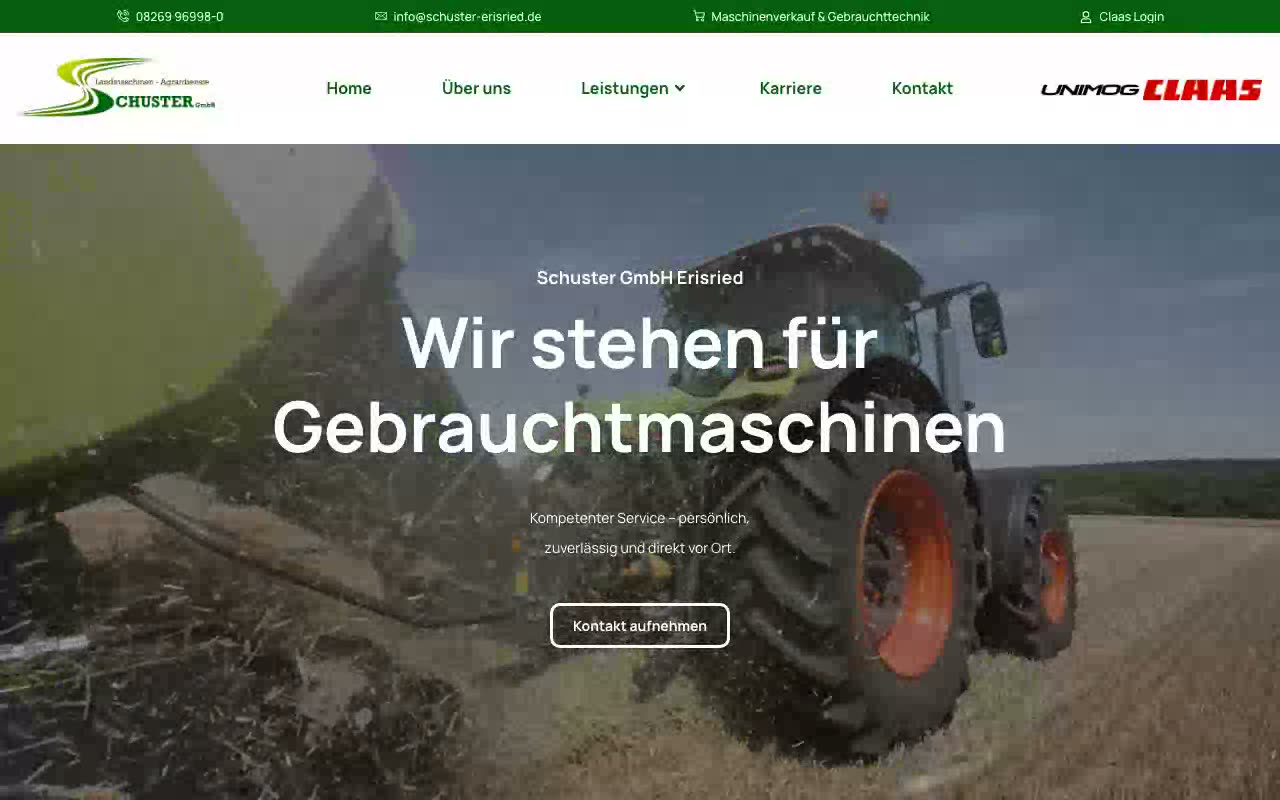 08269 96998-0
info@schuster-erisried.de
Maschinenverkauf & Gebrauchttechnik
Claas Login
Landmaschinen - Agrardienste
SCHUSTER GmbH
Home
Über uns
Leistungen
Karriere
Kontakt
UNIMOG CLAAS
Schuster GmbH Erisried
Wir stehen für
Gebrauchtmaschinen
Kompetenter Service – persönlich,
zuverlässig und direkt vor Ort.
Kontakt aufnehmen